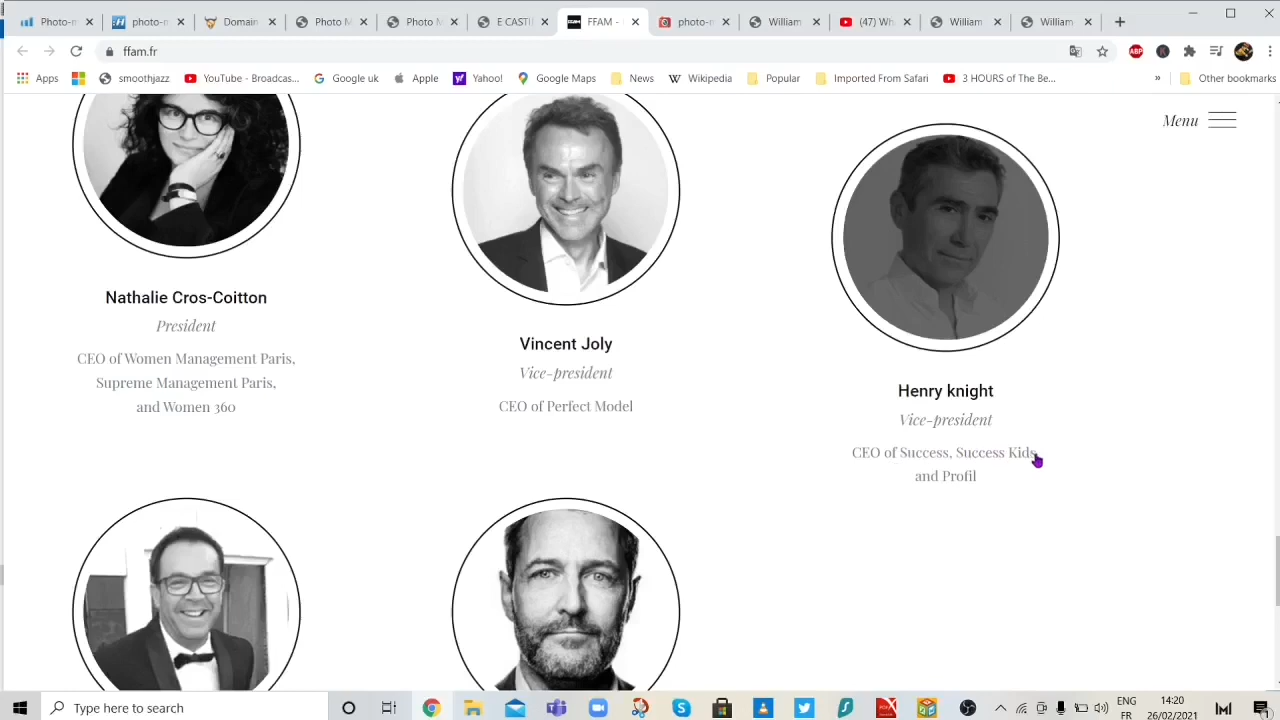 Photo-m
Domain
Photo M
Photo m
E CASTI
FFAM -
photo-m
William
(47) Wh
William
William
ffam.fr
Apps
smoothjazz
YouTube - Broadcas...
Google uk
Apple
Yahoo!
Google Maps
News
Wikipedia
Popular
Imported From Safari
3 HOURS of The Be...
»
Other bookmarks
Menu
Nathalie Cros-Coitton
President
CEO of Women Management Paris,
Supreme Management Paris,
and Women 360
Vincent Joly
Vice-president
CEO of Perfect Model
Henry knight
Vice-president
CEO of Success, Success Kids
and Profil
Type here to search
ENG
FR
14:20
26/02/2021